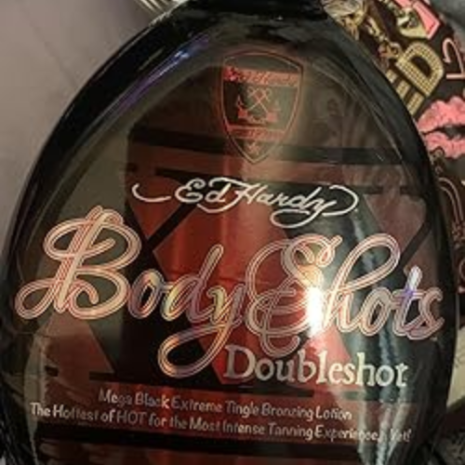 Ed Hardy
Body Shots
Doubleshot
Mega Black Extreme Tingle Bronzing Lotion
The Hottest of HOT for the Most Intense Tanning Experience... Yet!
ED